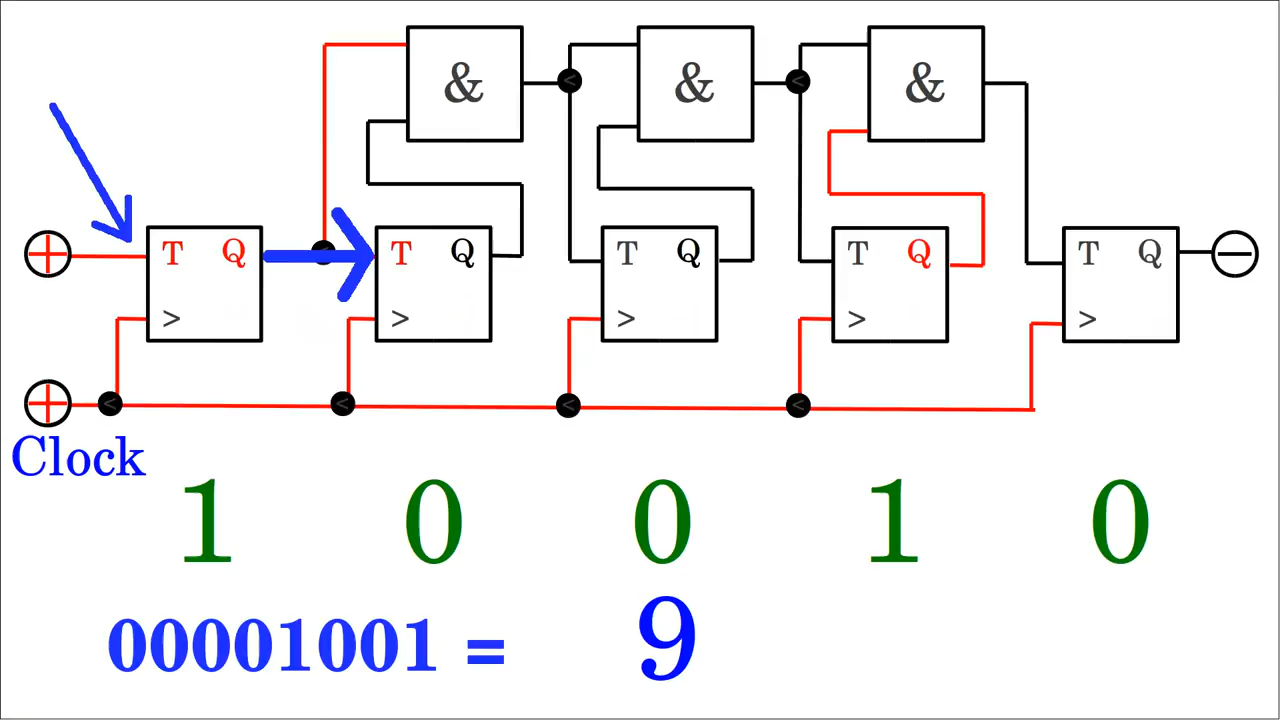 & & &
T Q T Q T Q T Q T Q
> > > > >
< < < < < <
Clock
1 0 0 1 0
00001001 = 9